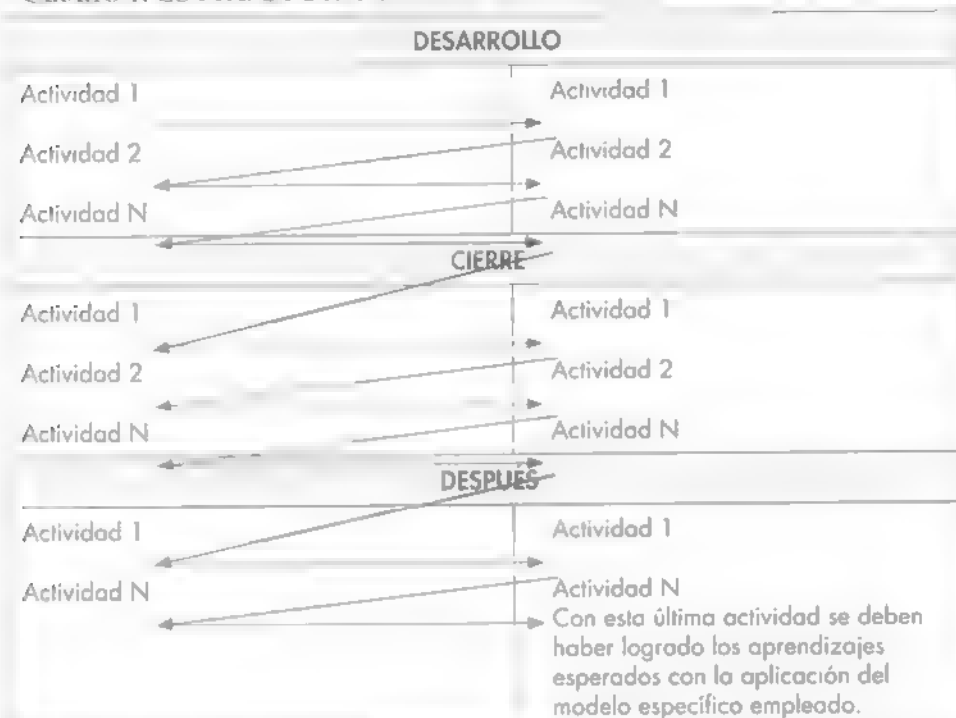 DESARROLLO
Actividad 1 Actividad 1
Actividad 2 Actividad 2
Actividad N Actividad N
CIERRE
Actividad 1 Actividad 1
Actividad 2 Actividad 2
Actividad N Actividad N
DESPUES
Actividad 1 Actividad 1
Actividad N Actividad N
Con esta última actividad se deben
haber logrado los aprendizajes
esperados con la aplicación del
modelo específico empleado.